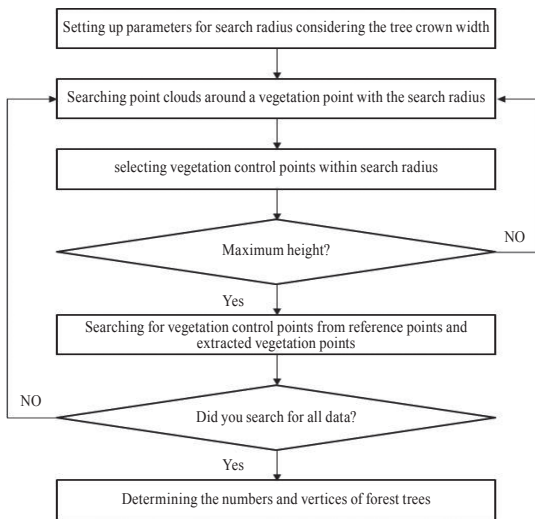 Setting up parameters for search radius considering the tree crown width
Searching point clouds around a vegetation point with the search radius
selecting vegetation control points within search radius
Maximum height?
NO
Yes
Searching for vegetation control points from reference points and
extracted vegetation points
NO
Did you search for all data?
Yes
Determining the numbers and vertices of forest trees